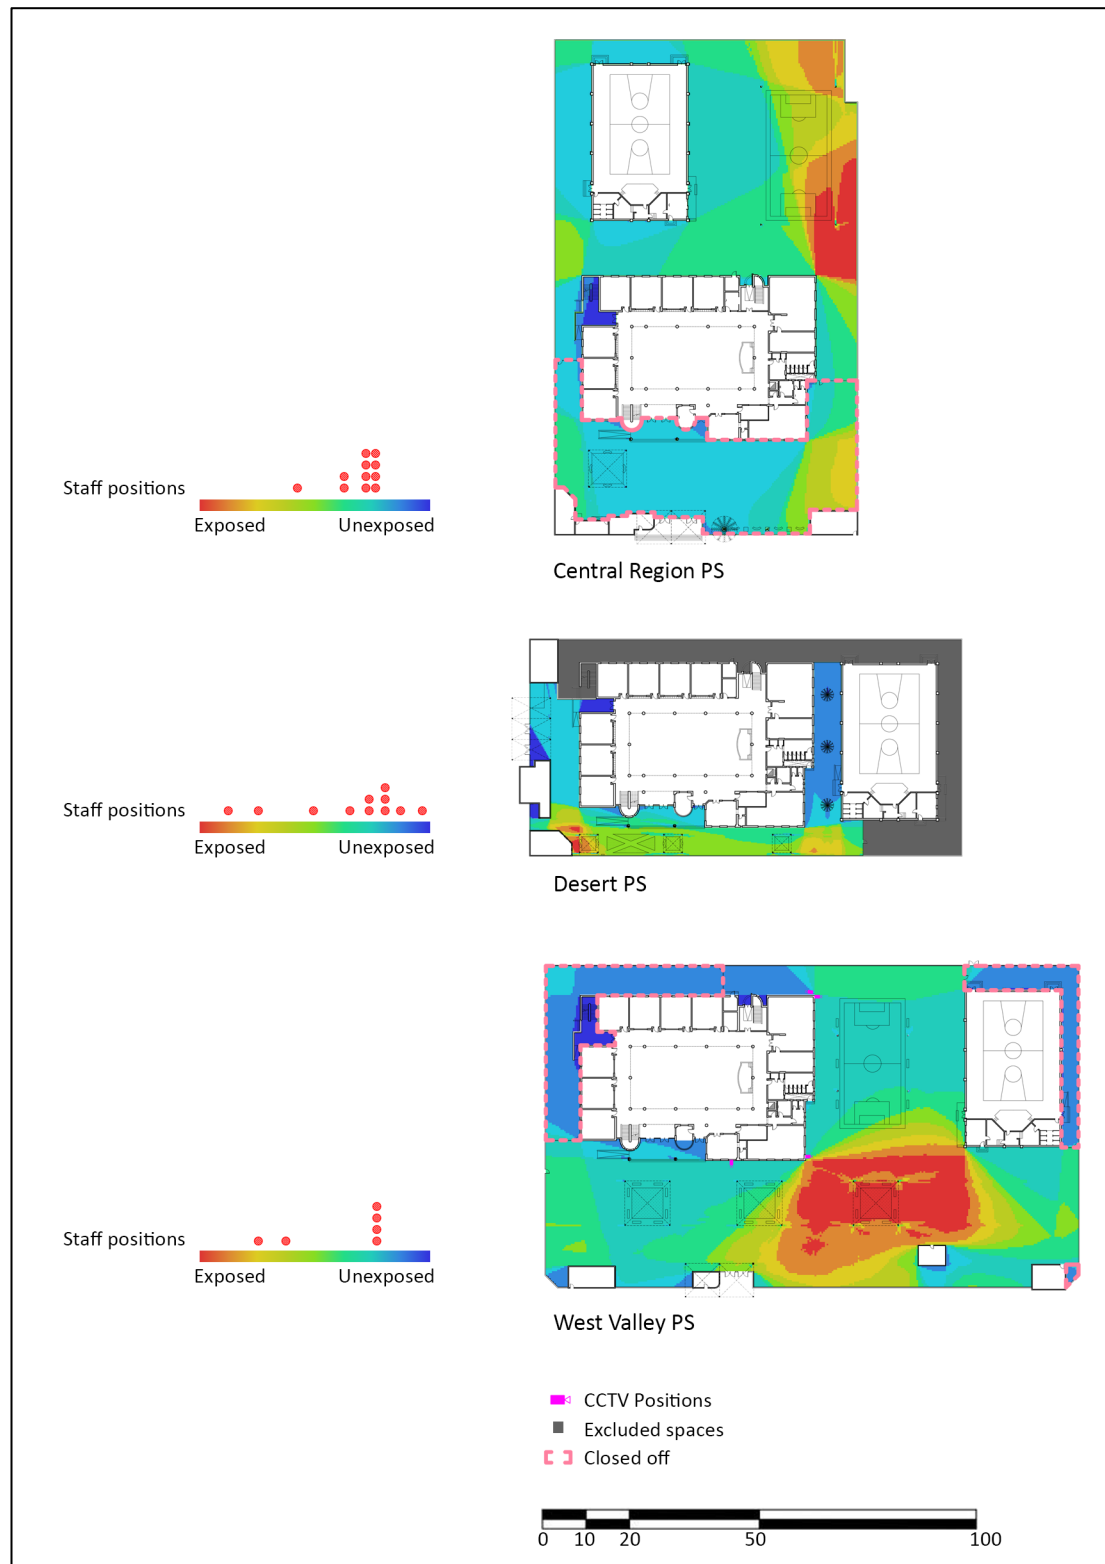 Staff positions
Exposed Unexposed
Central Region PS
Staff positions
Exposed Unexposed
Desert PS
Staff positions
Exposed Unexposed
West Valley PS
CCTV Positions
Excluded spaces
Closed off
0 10 20 50 100